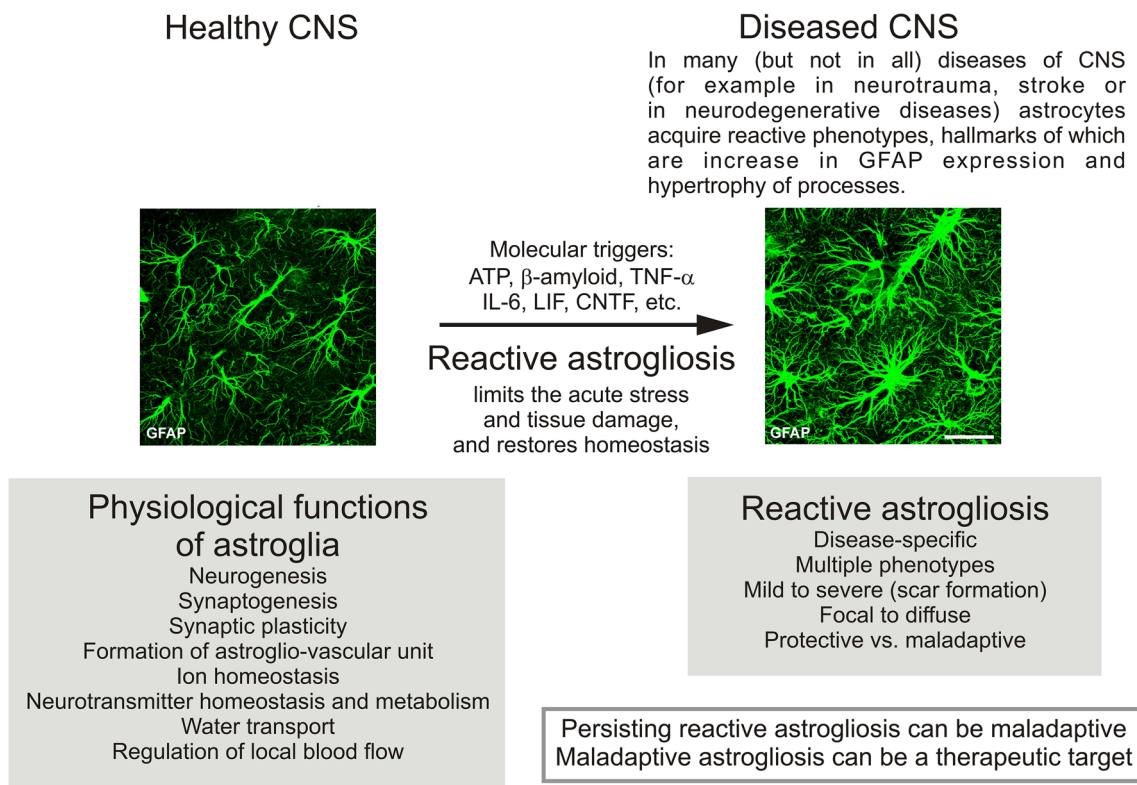 Healthy CNS
Diseased CNS
In many (but not in all) diseases of CNS
(for example in neurotrauma, stroke or
in neurodegenerative diseases) astrocytes
acquire reactive phenotypes, hallmarks of which
are increase in GFAP expression and
hypertrophy of processes.
GFAP
Molecular triggers:
ATP, β-amyloid, TNF-α
IL-6, LIF, CNTF, etc.
Reactive astrogliosis
limits the acute stress
and tissue damage,
and restores homeostasis
GFAP
Physiological functions
of astroglia
Neurogenesis
Synaptogenesis
Synaptic plasticity
Formation of astroglio-vascular unit
Ion homeostasis
Neurotransmitter homeostasis and metabolism
Water transport
Regulation of local blood flow
Reactive astrogliosis
Disease-specific
Multiple phenotypes
Mild to severe (scar formation)
Focal to diffuse
Protective vs. maladaptive
Persisting reactive astrogliosis can be maladaptive
Maladaptive astrogliosis can be a therapeutic target